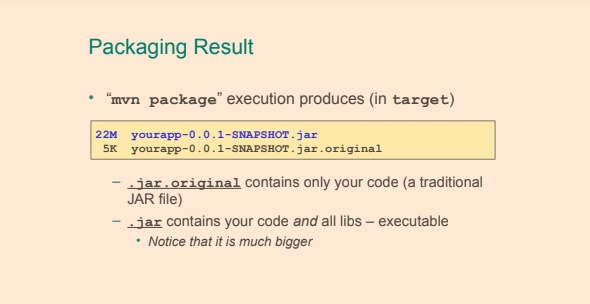 Packaging Result
• “mvn package” execution produces (in target)
22M yourapp-0.0.1-SNAPSHOT.jar
5K yourapp-0.0.1-SNAPSHOT.jar.original
– .jar.original contains only your code (a traditional
JAR file)
– .jar contains your code and all libs – executable
• Notice that it is much bigger